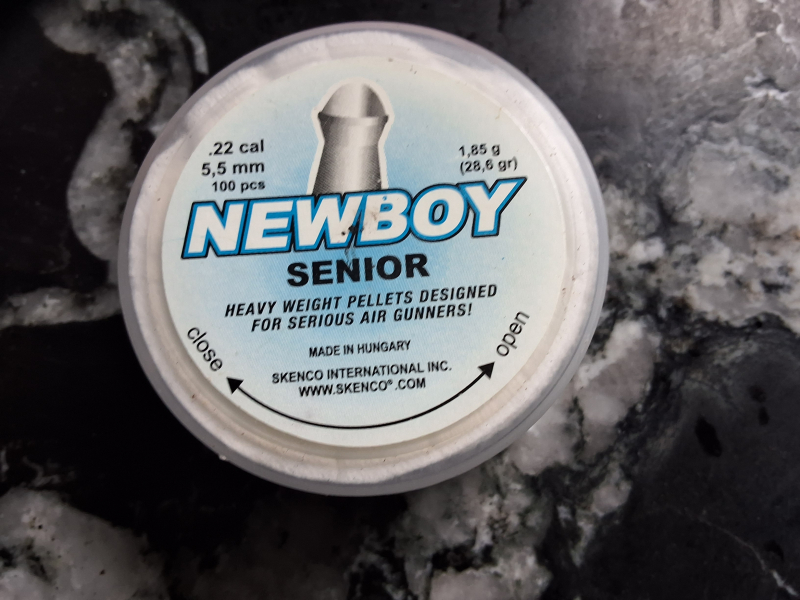 .22 cal
5,5 mm
100 pcs
1,85 g
(28,6 gr)
NEWBOY
SENIOR
HEAVY WEIGHT PELLETS DESIGNED
FOR SERIOUS AIR GUNNERS!
close
open
MADE IN HUNGARY
SKENCO INTERNATIONAL INC.
WWW.SKENCO®.COM